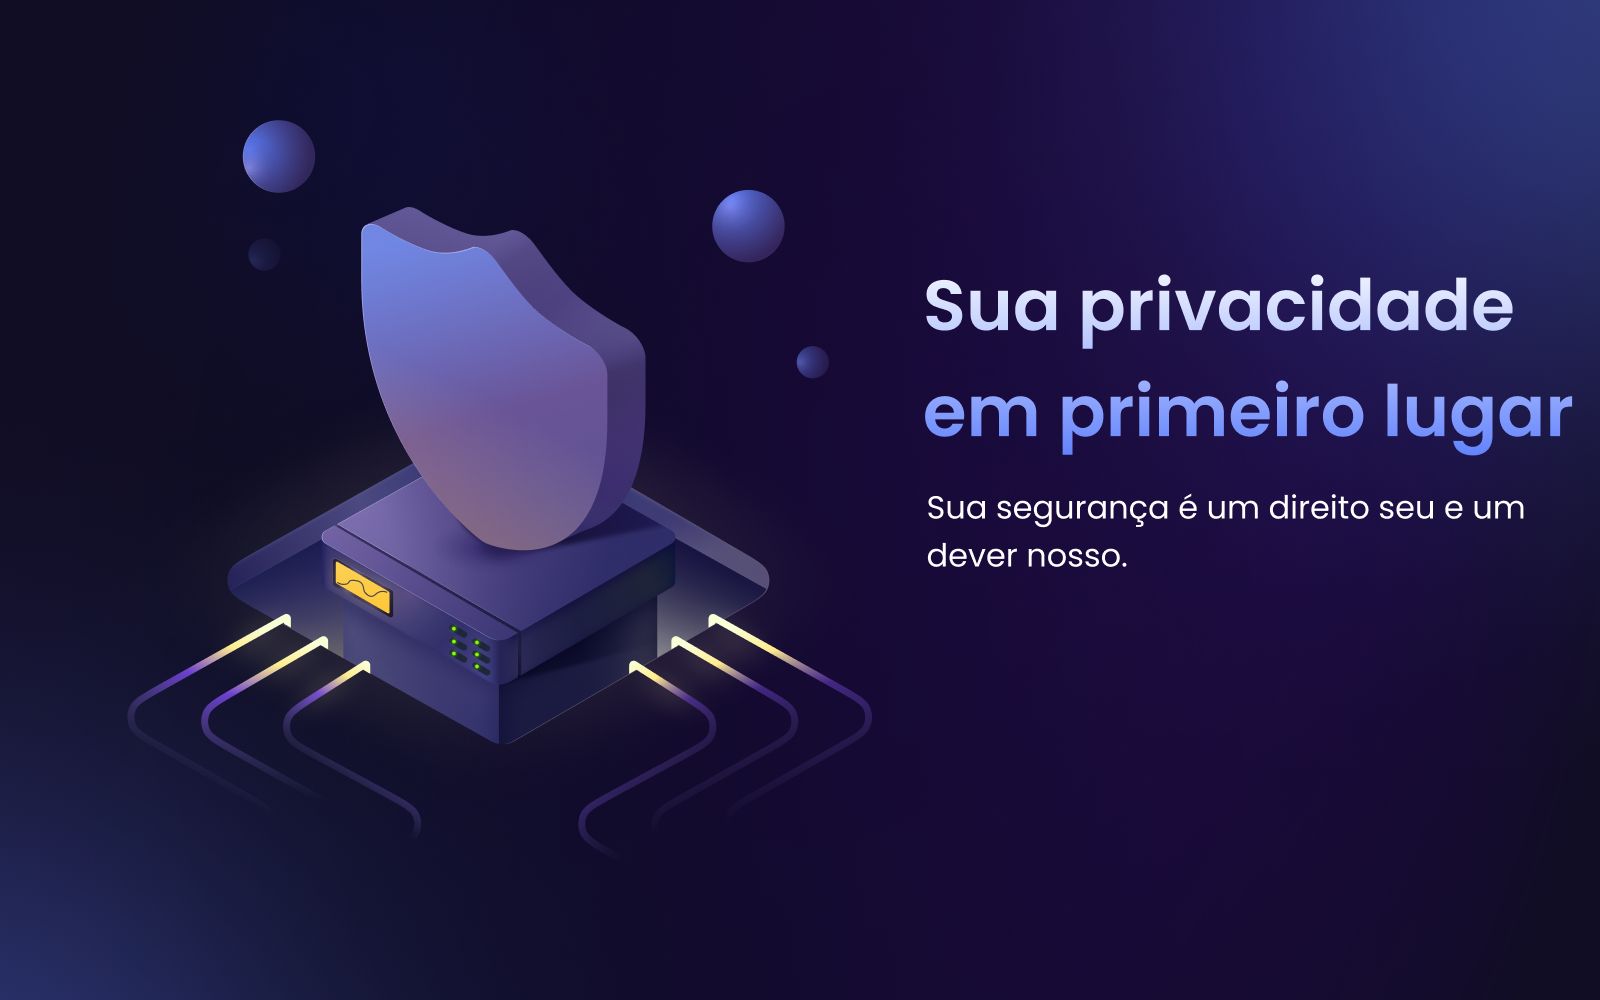 Sua privacidade
em primeiro lugar
Sua segurança é um direito seu e um
dever nosso.